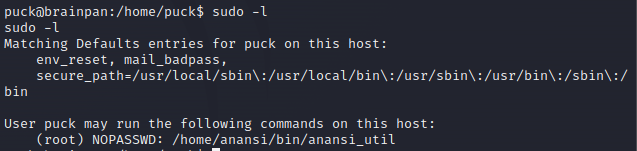 puck@brainpan:/home/puck$ sudo -l
sudo -l
Matching Defaults entries for puck on this host:
    env_reset, mail_badpass,
    secure_path=/usr/local/sbin\:/usr/local/bin\:/usr/sbin\:/usr/bin\:/sbin\:/
bin

User puck may run the following commands on this host:
    (root) NOPASSWD: /home/anansi/bin/anansi_util